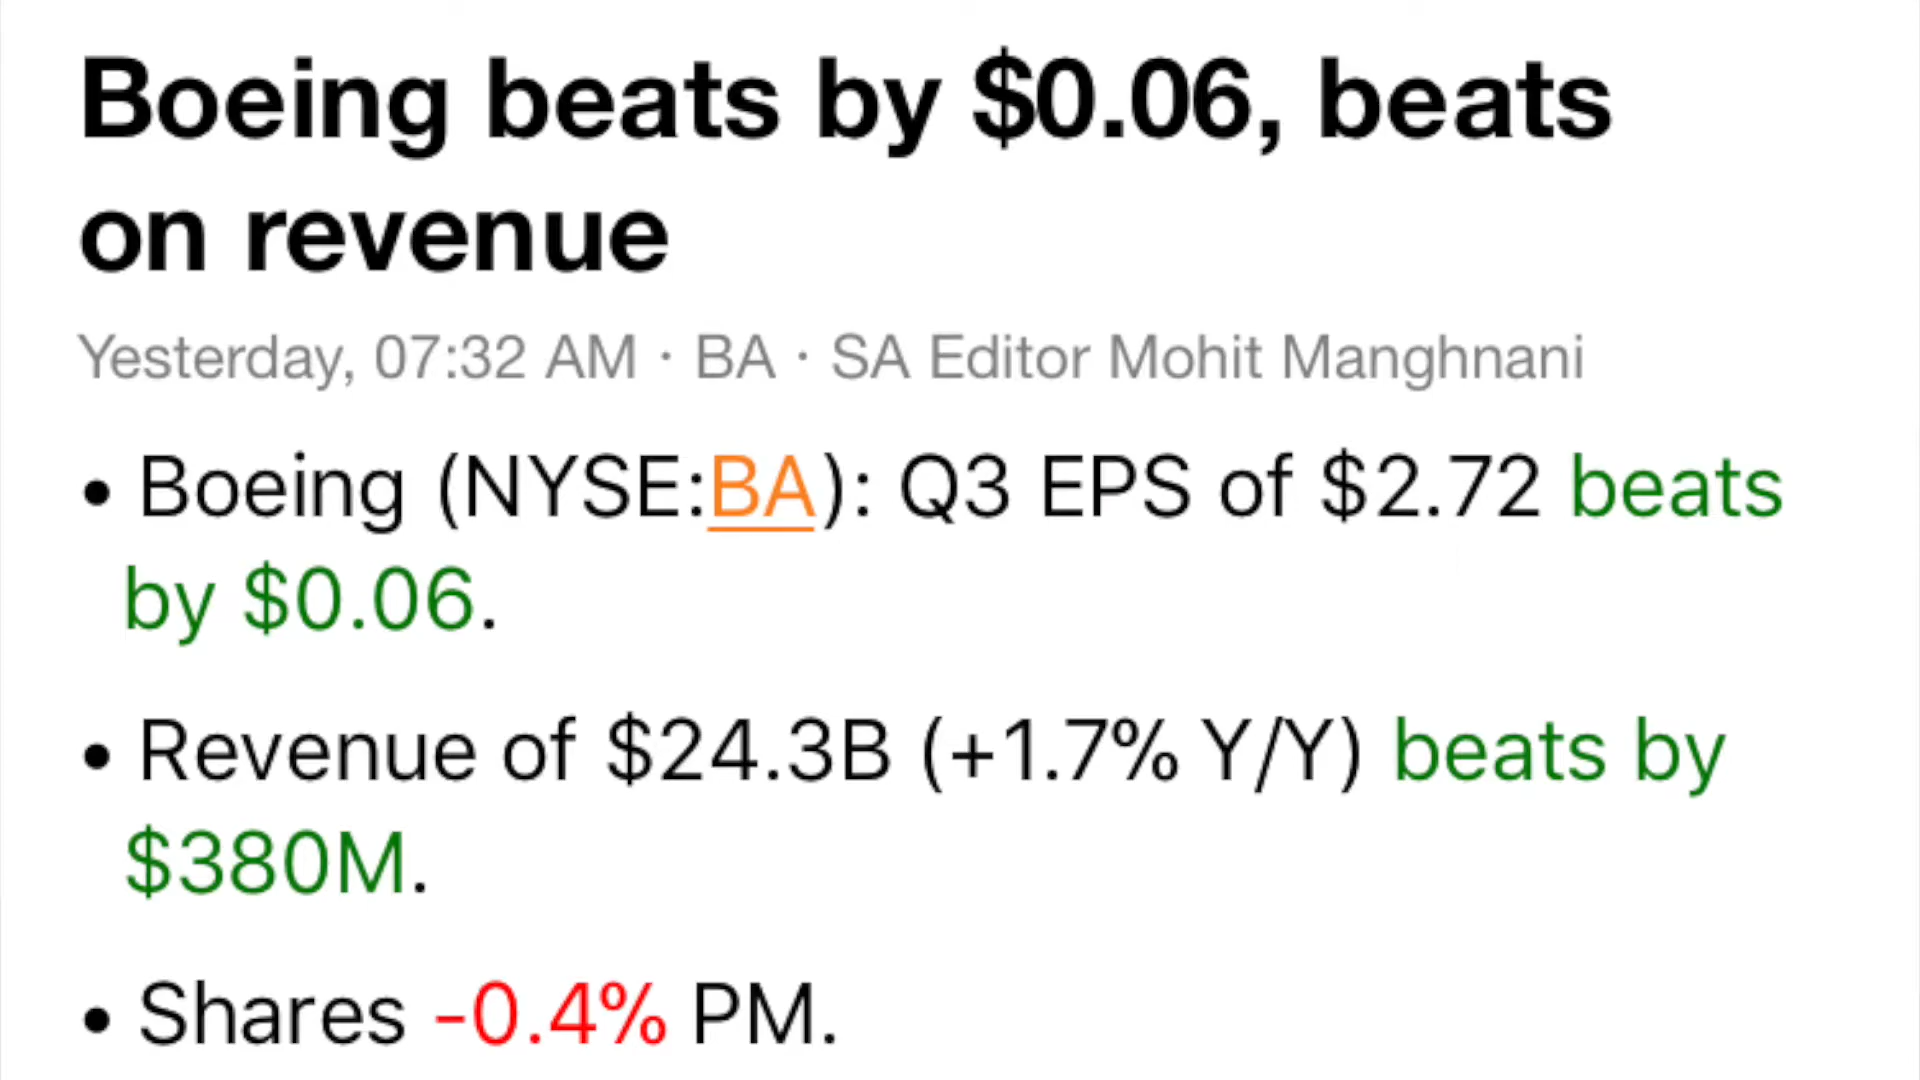 Boeing beats by $0.06, beats
on revenue
Yesterday, 07:32 AM · BA · SA Editor Mohit Manghnani
• Boeing (NYSE:BA): Q3 EPS of $2.72 beats
by $0.06.
• Revenue of $24.3B (+1.7% Y/Y) beats by
$380M.
• Shares -0.4% PM.